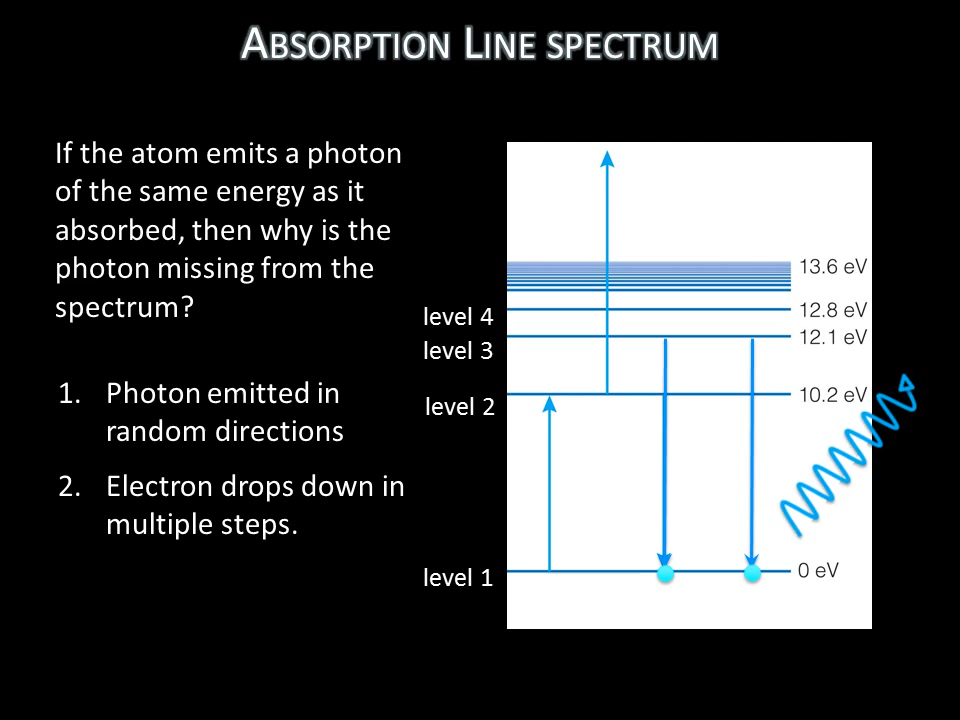 Absorption Line spectrum
If the atom emits a photon
of the same energy as it
absorbed, then why is the
photon missing from the
spectrum?
1. Photon emitted in
random directions
2. Electron drops down in
multiple steps.
13.6 eV
level 4
12.8 eV
level 3
12.1 eV
level 2
10.2 eV
level 1
0 eV